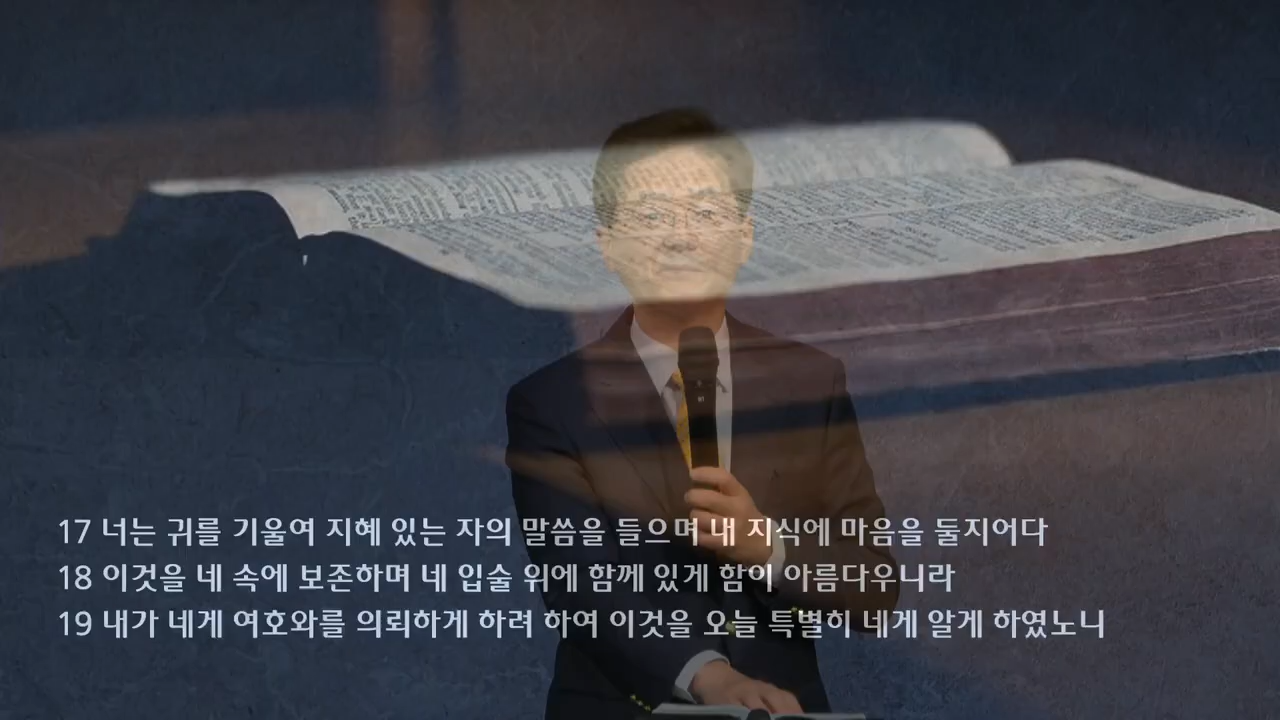 17 너는 귀를 기울여 지혜 있는 자의 말씀을 들으며 내 지식에 마음을 둘지어다
18 이것을 네 속에 보존하며 네 입술 위에 함께 있게 함이 아름다우니라
19 내가 네게 여호와를 의뢰하게 하려 하여 이것을 오늘 특별히 네게 알게 하였노니